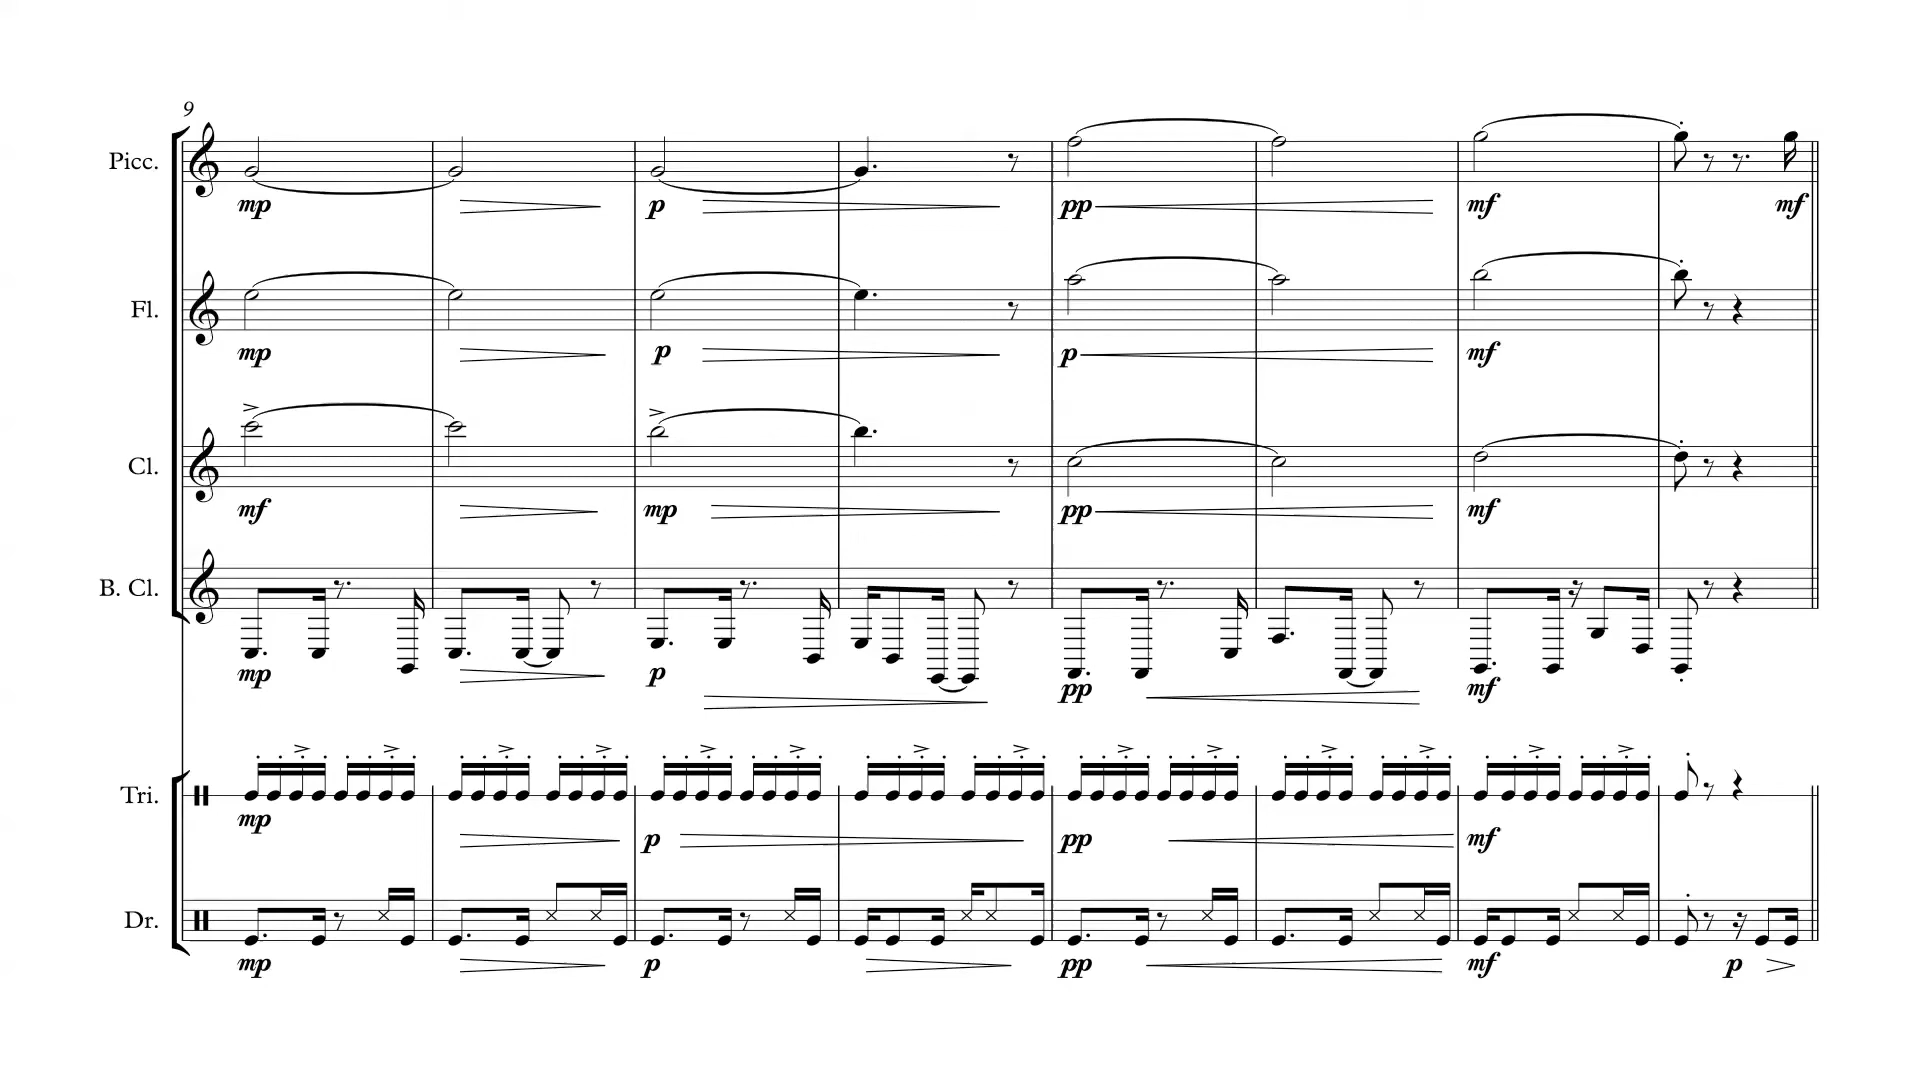 9
Picc.
mp p pp mf mf
Fl.
mp p p mf
Cl.
mf mp pp mf
B. Cl.
mp p pp mf
Tri.
mp p pp mf
Dr.
mp p pp mf p